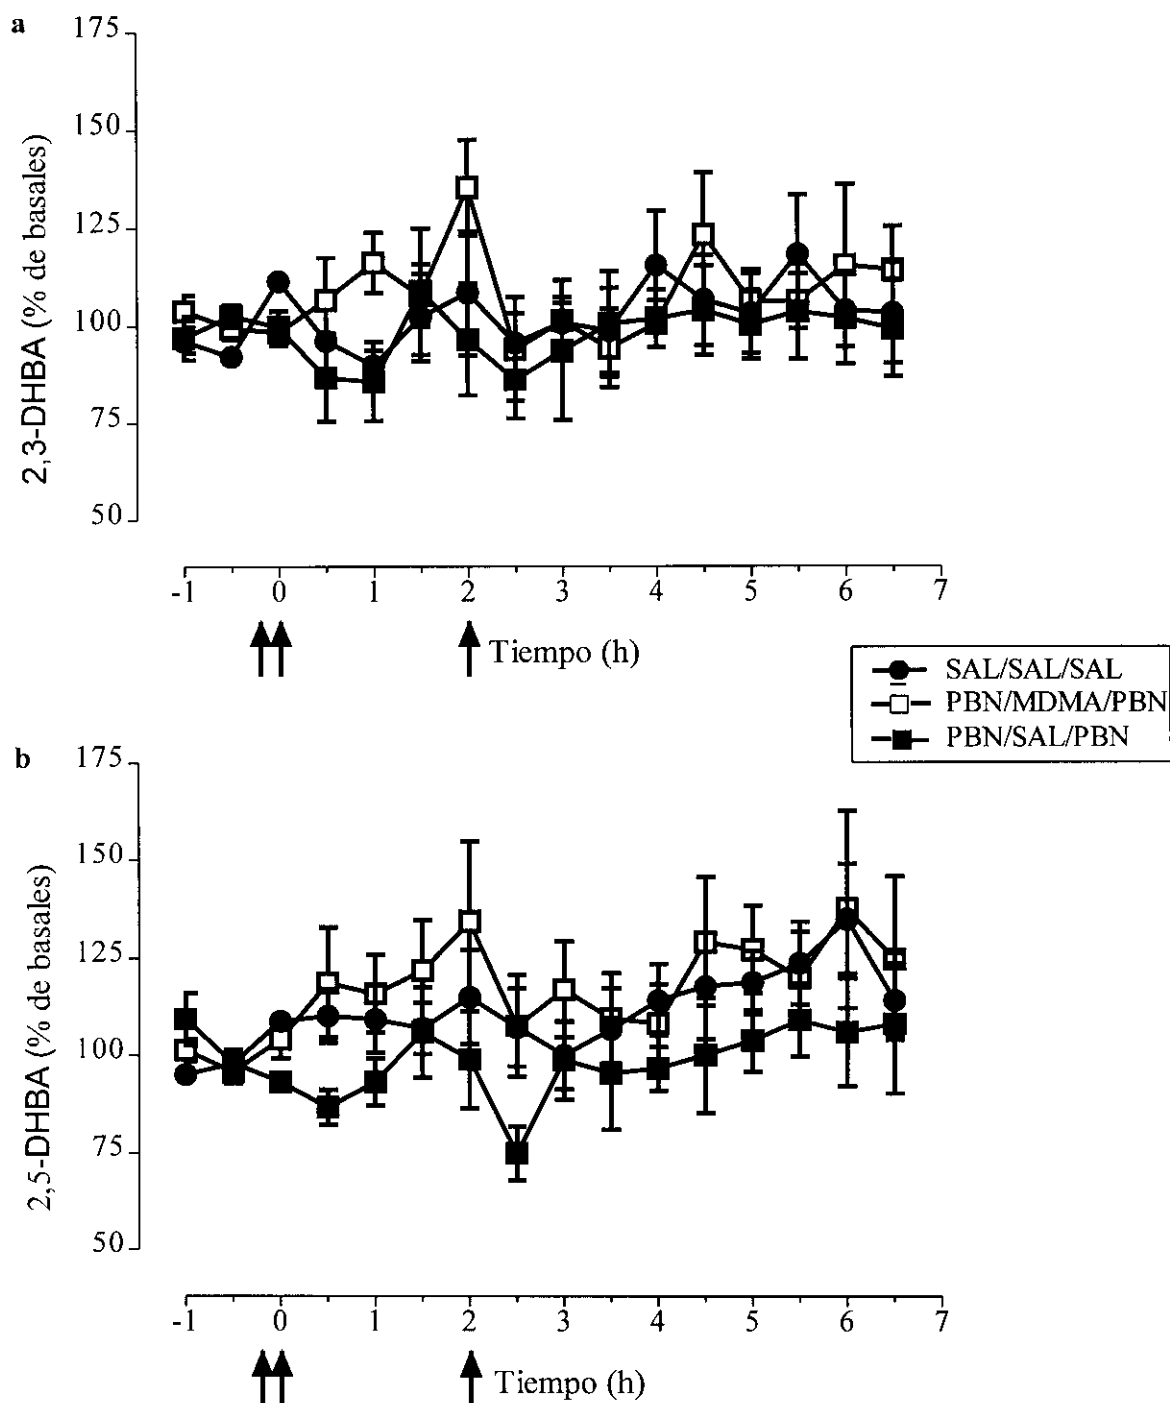 a
175
150
125
100
75
50
2,3-DHBA (% de basales)
-1 0 1 2 3 4 5 6 7
Tiempo (h)
SAL/SAL/SAL
PBN/MDMA/PBN
PBN/SAL/PBN
b
175
150
125
100
75
50
2,5-DHBA (% de basales)
-1 0 1 2 3 4 5 6 7
Tiempo (h)